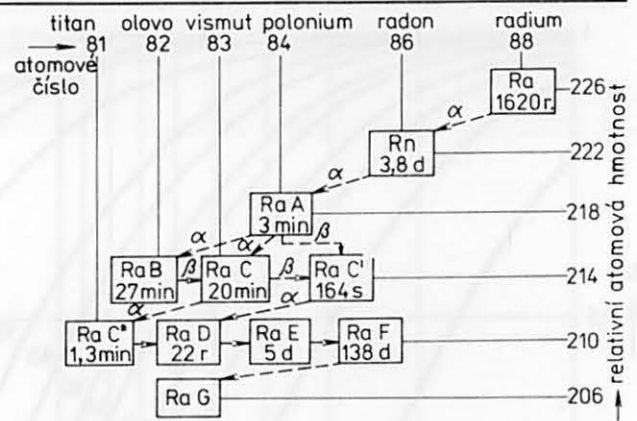 titan olovo vismut polonium radon radium
81 82 83 84 86 88
atomové
číslo
Ra
1620 r.
226
α
Rn
3,8 d
222
α
Ra A
3 min
218
α α β
Ra B
27 min
β
Ra C
20 min
β
Ra C'
164 s
214
α α
Ra C"
1,3 min
Ra D
22 r
Ra E
5 d
Ra F
138 d
210
Ra G
206
relativní atomová hmotnost